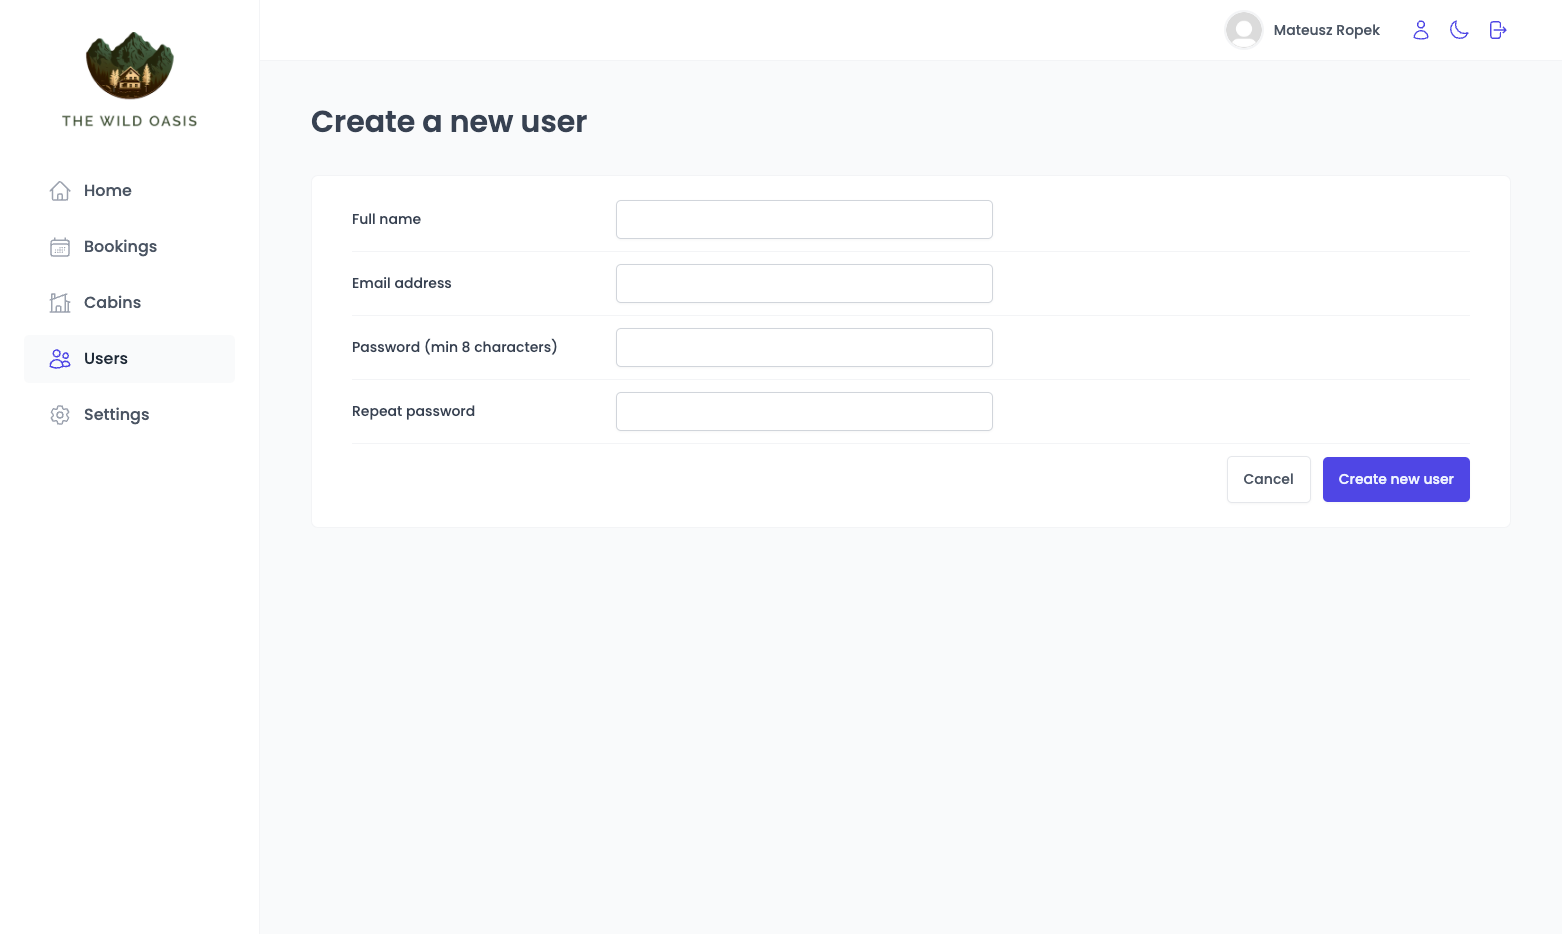 THE WILD OASIS
Home
Bookings
Cabins
Users
Settings
Mateusz Ropek
Create a new user
Full name
Email address
Password (min 8 characters)
Repeat password
Cancel
Create new user